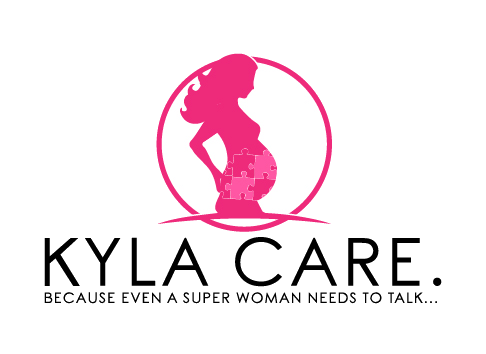 KYLA CARE.
BECAUSE EVEN A SUPER WOMAN NEEDS TO TALK...